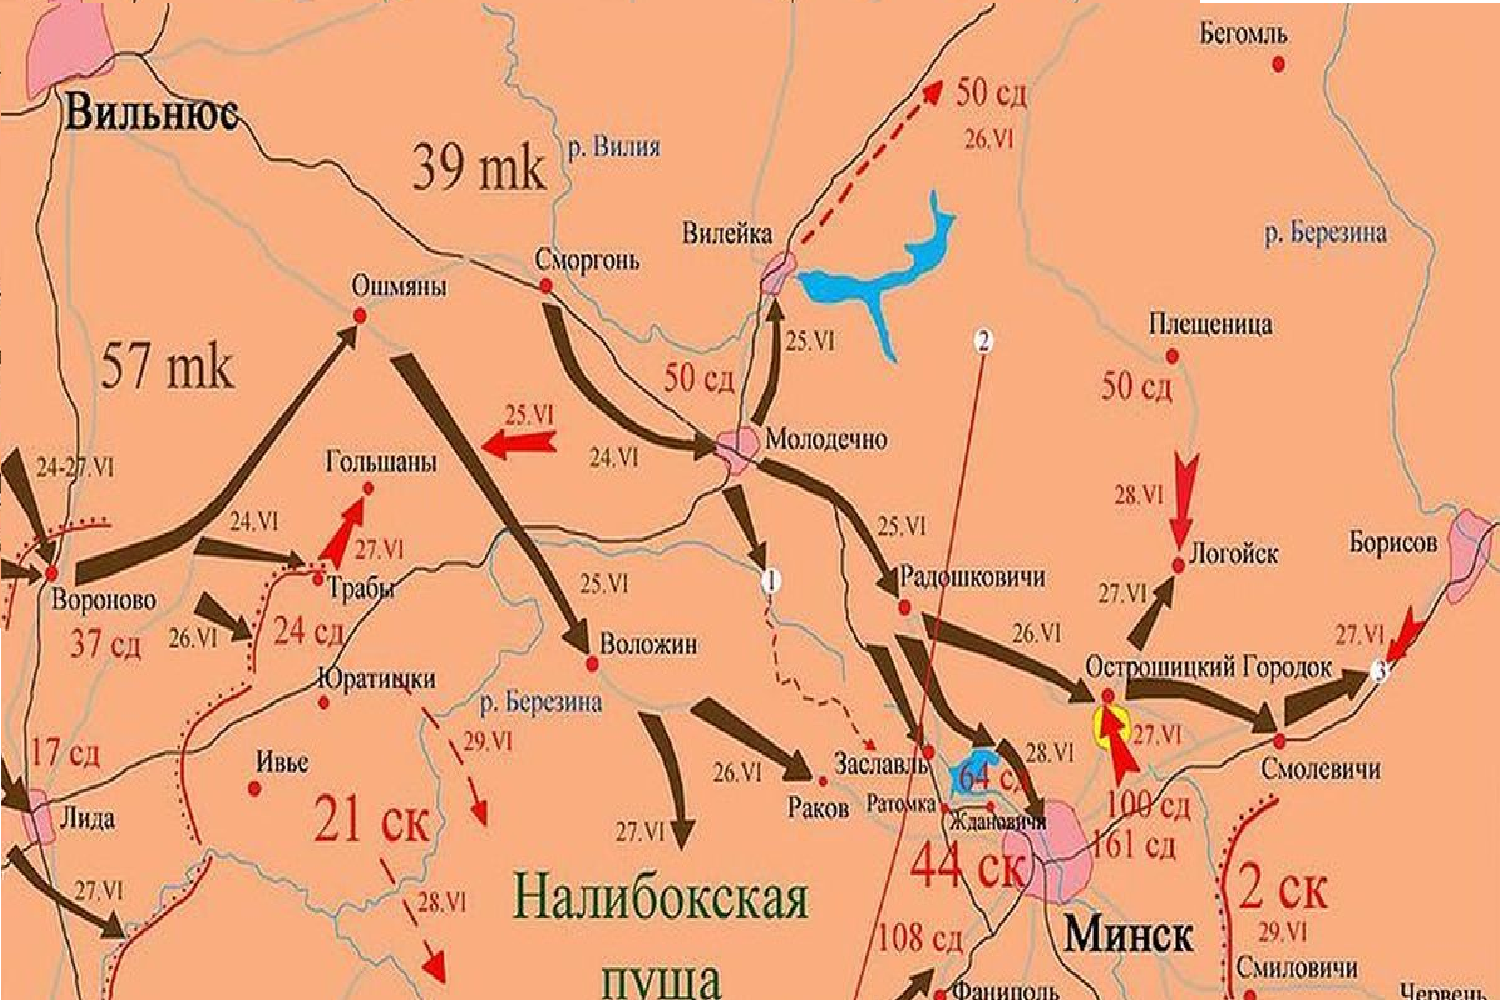 Бегомль
50 сд
26.VI
Вильнюс
39 mk
р. Вилия
Вилейка
р. Березина
Сморгонь
Ошмяны
Плещеница
2
25.VI
57 mk
50 сд
50 сд
25.VI
Молодечно
24.VI
24-27.VI
Гольшаны
28.VI
24.VI
25.VI
Борисов
27.VI
Логойск
1
Радошковичи
Трабы
25.VI
27.VI
Вороново
37 сд
26.VI
24 сд
26.VI
27.VI
Воложин
Острошицкий Городок
3
Юратишки
р. Березина
29.VI
27.VI
17 сд
28.VI
Ивье
26.VI
Заславль
64 сд
Смолевичи
Раков
Ратомка
100 сд
Лида
21 ск
27.VI
Ждановичи
161 сд
44 ск
27.VI
28.VI
Налибокская
2 ск
108 сд
Минск
29.VI
пуща
Смиловичи
Фаниполь
Червень